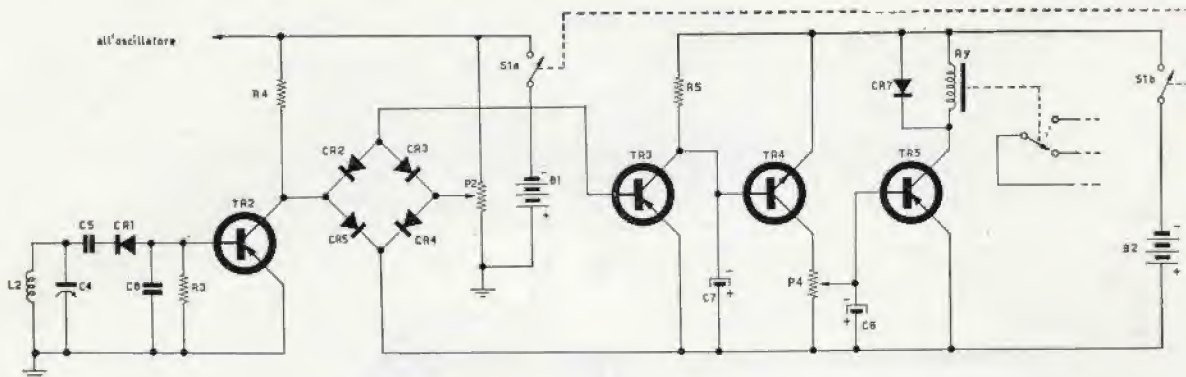 all'oscillatore
S1a
R4
R5
CR7
Ry
S1b
CR2
CR3
TR3
TR4
TR5
P2
B1
-
+
TR2
C5
CR1
CR5
CR4
B2
-
+
L2
C4
C6
R3
C7
-
+
P4
-
+
C6